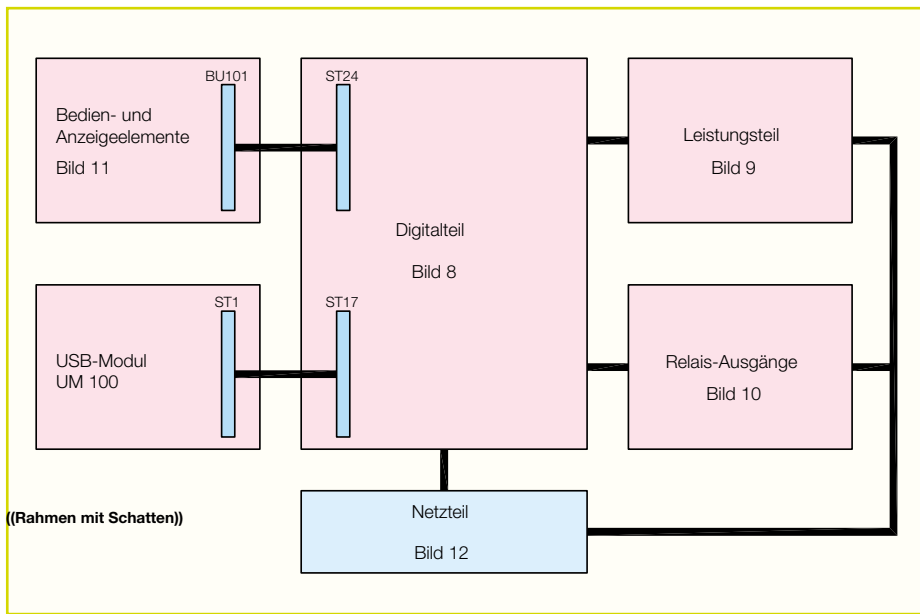 BU101
Bedien- und
Anzeigeelemente
Bild 11
ST24
Digitalteil
Bild 8
Leistungsteil
Bild 9
ST1
USB-Modul
UM 100
ST17
Relais-Ausgänge
Bild 10
((Rahmen mit Schatten))
Netzteil
Bild 12